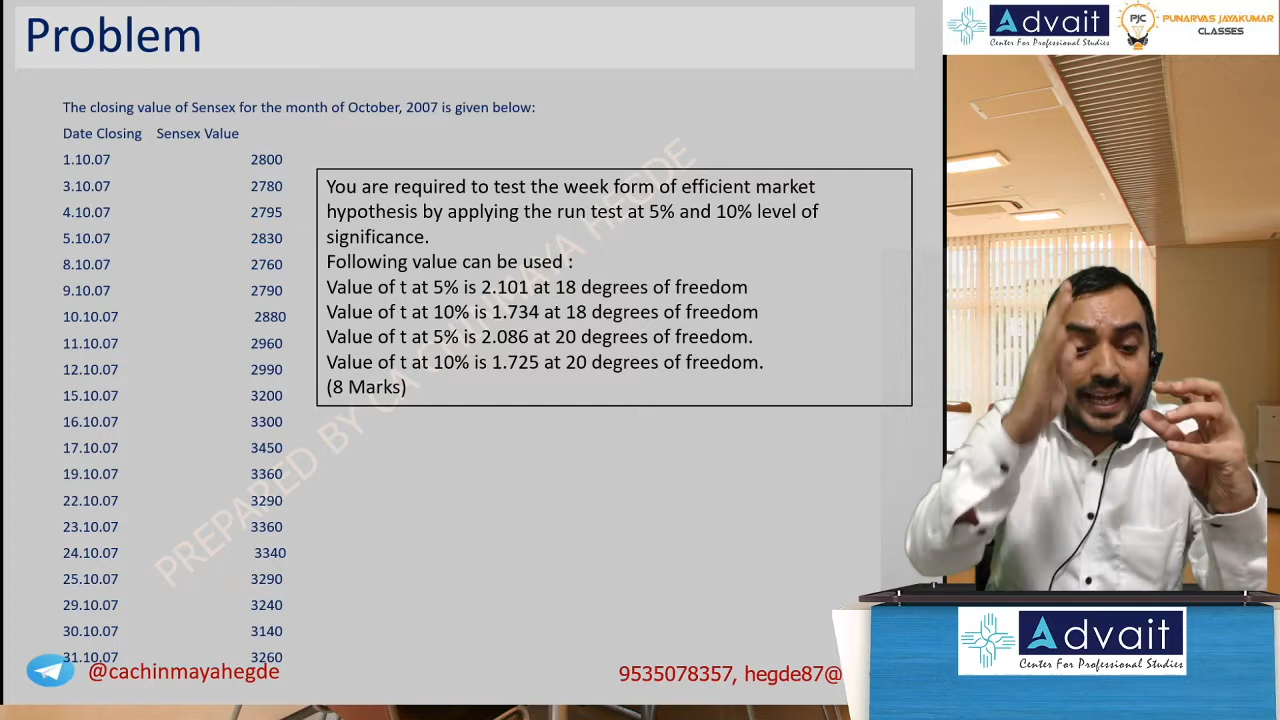 Problem
Advait
Center For Professional Studies
PJC
PUNARVAS JAYAKUMAR
CLASSES
The closing value of Sensex for the month of October, 2007 is given below:
Date Closing Sensex Value
1.10.07 2800
3.10.07 2780
4.10.07 2795
5.10.07 2830
8.10.07 2760
9.10.07 2790
10.10.07 2880
11.10.07 2960
12.10.07 2990
15.10.07 3200
16.10.07 3300
17.10.07 3450
19.10.07 3360
22.10.07 3290
23.10.07 3360
24.10.07 3340
25.10.07 3290
29.10.07 3240
30.10.07 3140
31.10.07 3260
You are required to test the week form of efficient market
hypothesis by applying the run test at 5% and 10% level of
significance.
Following value can be used :
Value of t at 5% is 2.101 at 18 degrees of freedom
Value of t at 10% is 1.734 at 18 degrees of freedom
Value of t at 5% is 2.086 at 20 degrees of freedom.
Value of t at 10% is 1.725 at 20 degrees of freedom.
(8 Marks)
PREPARED BY CA CHINMAYA HEGDE
@cachinmayahegde
9535078357, hegde87@
Advait
Center For Professional Studies